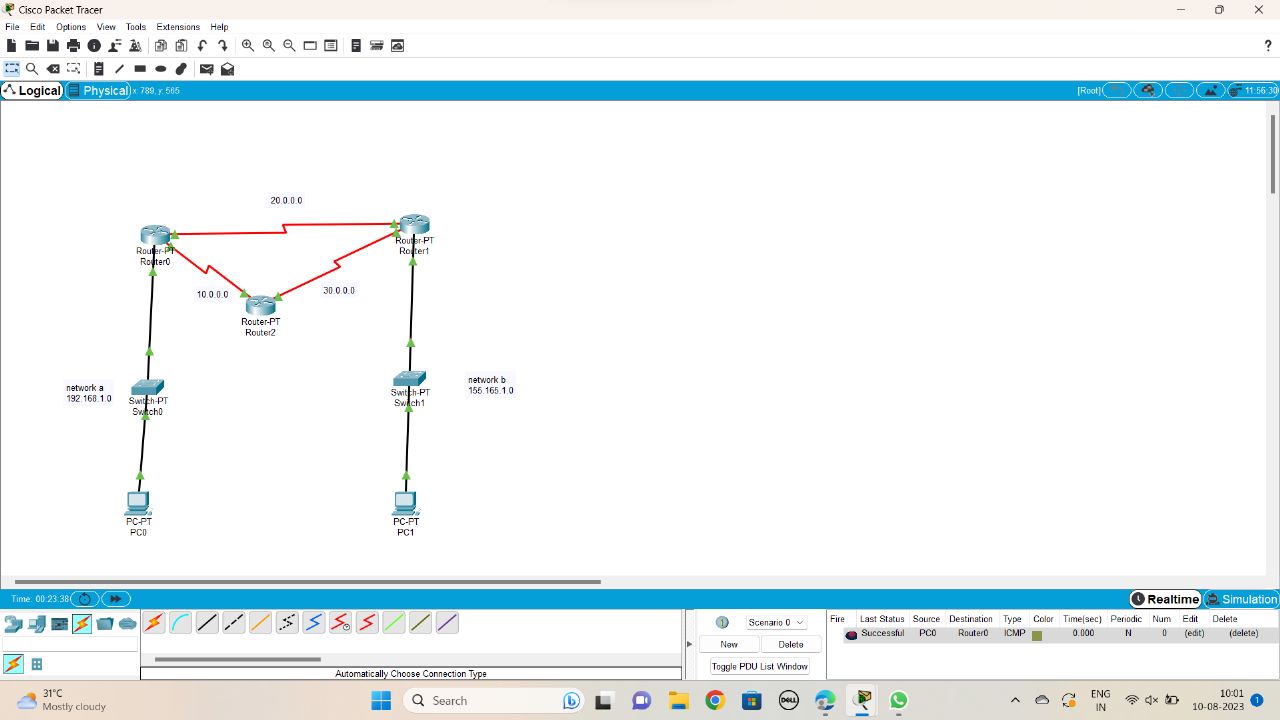 Cisco Packet Tracer
File Edit Options View Tools Extensions Help
?
Logical Physical x: 789, y: 565 [Root] 11:56:30
20.0.0.0
Router-PT
Router0
Router-PT
Router1
10.0.0.0
30.0.0.0
Router-PT
Router2
network a
192.168.1.0
Switch-PT
Switch0
Switch-PT
Switch1
network b
155.165.1.0
PC-PT
PC0
PC-PT
PC1
Time: 00:23:38 Realtime Simulation
Scenario 0
New Delete
Toggle PDU List Window
Fire Last Status Source Destination Type Color Time(sec) Periodic Num Edit Delete
Successful PC0 Router0 ICMP 0.000 N 0 (edit) (delete)
Automatically Choose Connection Type
31°C
Mostly cloudy
Search
DELL
ENG
IN
10:01
10-08-2023
1